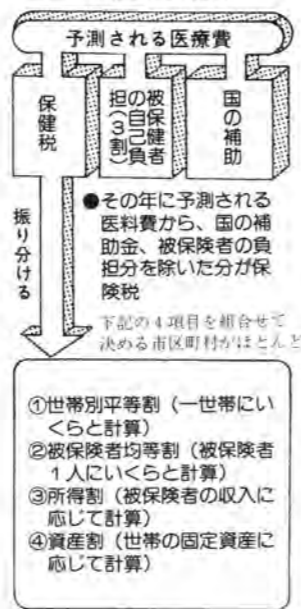 予測される医療費
保健税
被保健者
の自己負
担(3割)
国の補助
振り分ける
●その年に予測される
医料費から、国の補
助金、被保険者の負
担分を除いた分が保
険税
下記の4項目を組合せて
決める市区町村がほとんど
①世帯別平等割(一世帯にい
くらと計算)
②被保険者均等割(被保険者
1人にいくらと計算)
③所得割(被保険者の収入に
応じて計算)
④資産割(世帯の固定資産に
応じて計算)